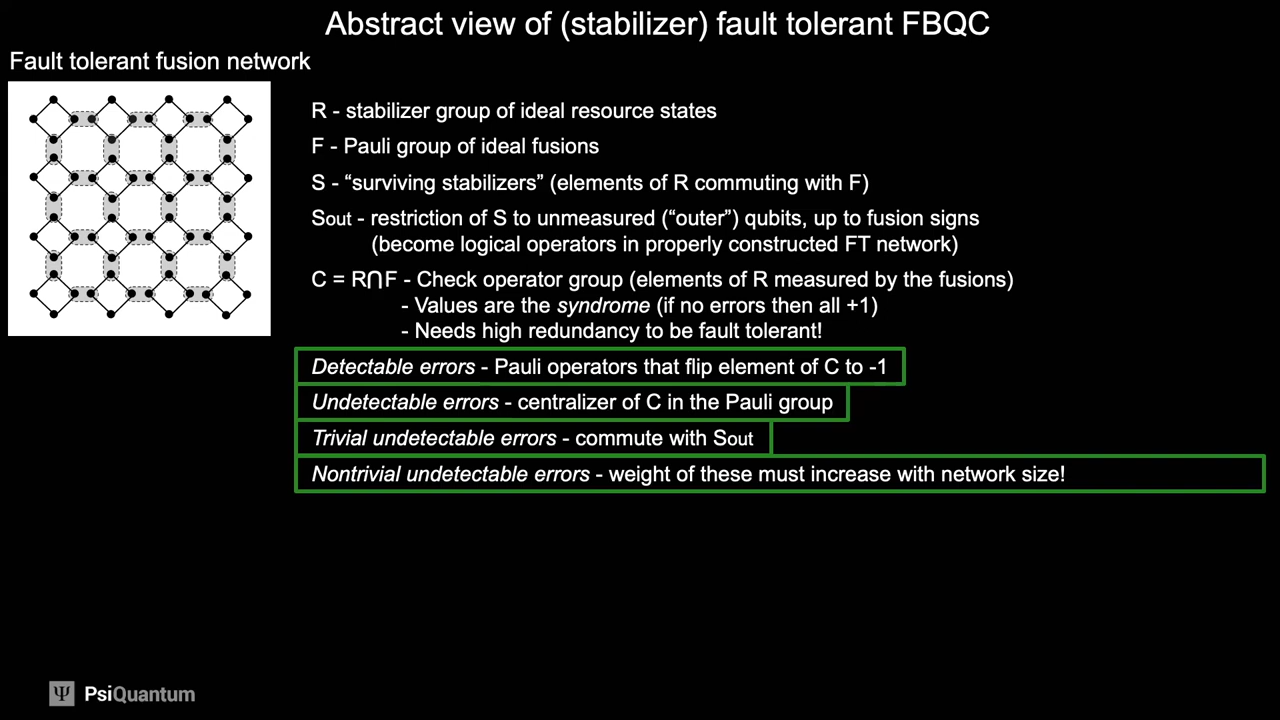 Abstract view of (stabilizer) fault tolerant FBQC
Fault tolerant fusion network
R - stabilizer group of ideal resource states
F - Pauli group of ideal fusions
S - “surviving stabilizers” (elements of R commuting with F)
Sout - restriction of S to unmeasured (“outer”) qubits, up to fusion signs
(become logical operators in properly constructed FT network)
C = R⋂F - Check operator group (elements of R measured by the fusions)
- Values are the syndrome (if no errors then all +1)
- Needs high redundancy to be fault tolerant!
Detectable errors - Pauli operators that flip element of C to -1
Undetectable errors - centralizer of C in the Pauli group
Trivial undetectable errors - commute with Sout
Nontrivial undetectable errors - weight of these must increase with network size!
Ψ PsiQuantum